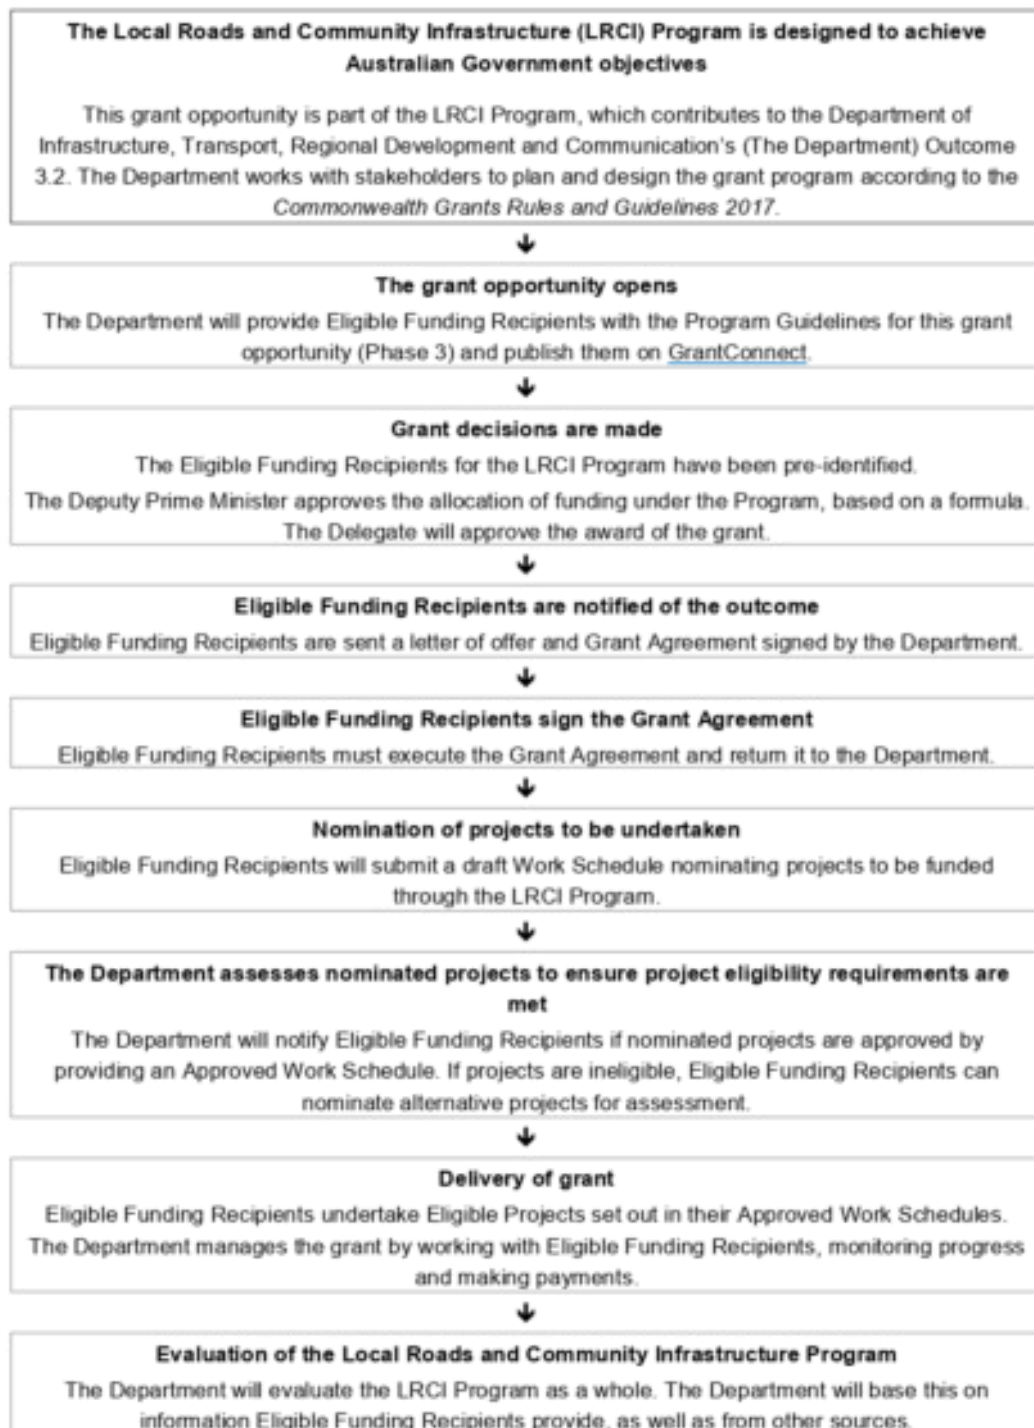 The Local Roads and Community Infrastructure (LRCI) Program is designed to achieve
Australian Government objectives
This grant opportunity is part of the LRCI Program, which contributes to the Department of
Infrastructure, Transport, Regional Development and Communication's (The Department) Outcome
3.2. The Department works with stakeholders to plan and design the grant program according to the
Commonwealth Grants Rules and Guidelines 2017.
The grant opportunity opens
The Department will provide Eligible Funding Recipients with the Program Guidelines for this grant
opportunity (Phase 3) and publish them on GrantConnect.
Grant decisions are made
The Eligible Funding Recipients for the LRCI Program have been pre-identified.
The Deputy Prime Minister approves the allocation of funding under the Program, based on a formula.
The Delegate will approve the award of the grant.
Eligible Funding Recipients are notified of the outcome
Eligible Funding Recipients are sent a letter of offer and Grant Agreement signed by the Department.
Eligible Funding Recipients sign the Grant Agreement
Eligible Funding Recipients must execute the Grant Agreement and return it to the Department.
Nomination of projects to be undertaken
Eligible Funding Recipients will submit a draft Work Schedule nominating projects to be funded
through the LRCI Program.
The Department assesses nominated projects to ensure project eligibility requirements are
met
The Department will notify Eligible Funding Recipients if nominated projects are approved by
providing an Approved Work Schedule. If projects are ineligible, Eligible Funding Recipients can
nominate alternative projects for assessment.
Delivery of grant
Eligible Funding Recipients undertake Eligible Projects set out in their Approved Work Schedules.
The Department manages the grant by working with Eligible Funding Recipients, monitoring progress
and making payments.
Evaluation of the Local Roads and Community Infrastructure Program
The Department will evaluate the LRCI Program as a whole. The Department will base this on
information Eligible Funding Recipients provide, as well as from other sources.